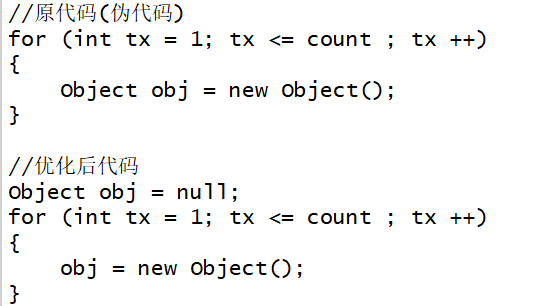 //原代码(伪代码)
for (int tx = 1; tx <= count ; tx ++)
{
    Object obj = new Object();
}

//优化后代码
Object obj = null;
for (int tx = 1; tx <= count ; tx ++)
{
    obj = new Object();
}